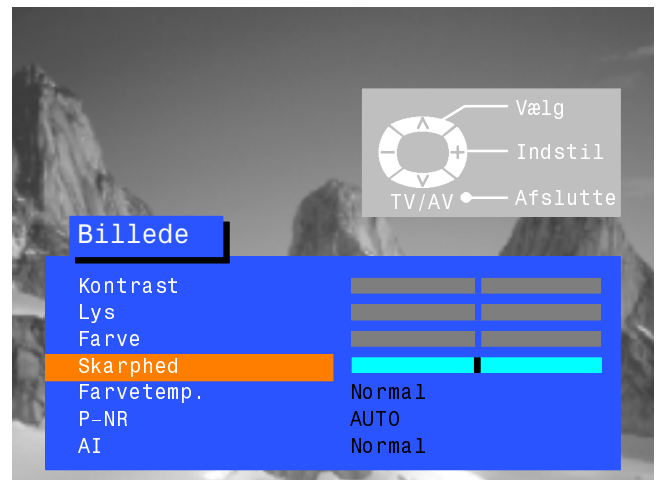 Vælg
Indstil
TV/AV Afslutte
Billede
Kontrast
Lys
Farve
Skarphed
Farvetemp. Normal
P-NR AUTO
AI Normal